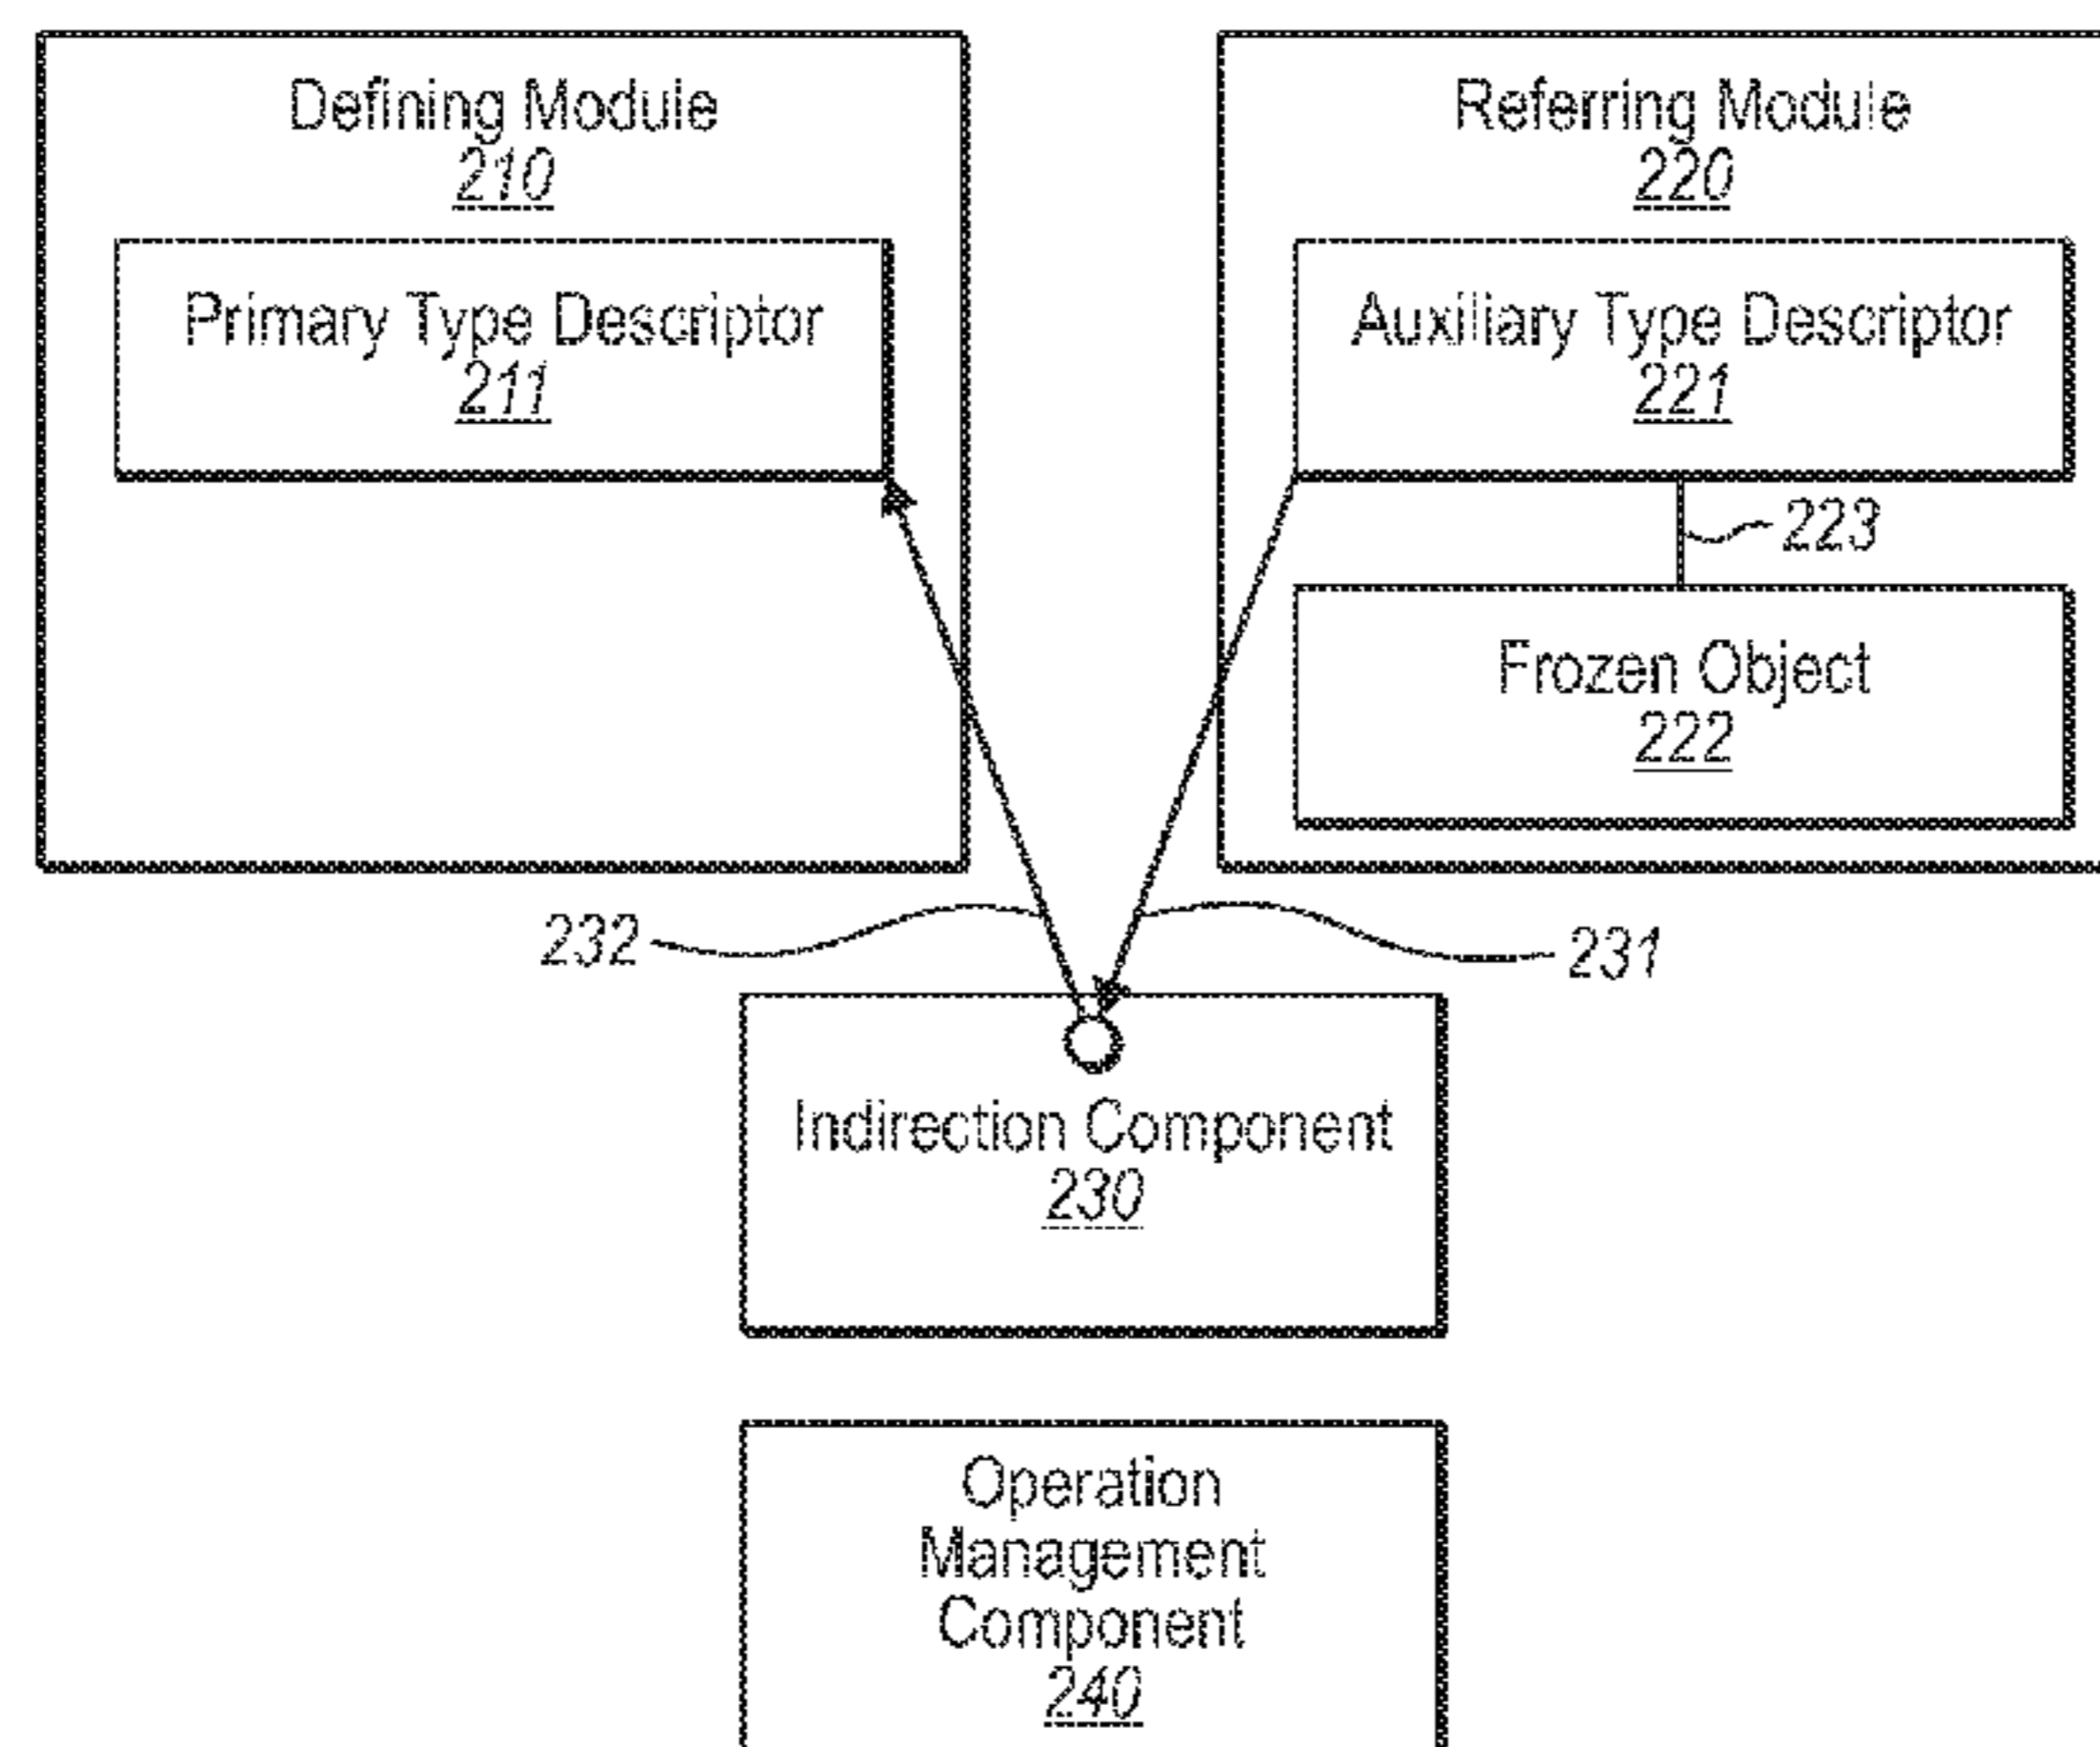 Defining Module
210
Primary Type Descriptor
211
Referring Module
220
Auxiliary Type Descriptor
221
223
Frozen Object
222
232
231
Indirection Component
230
Operation
Management
Component
240